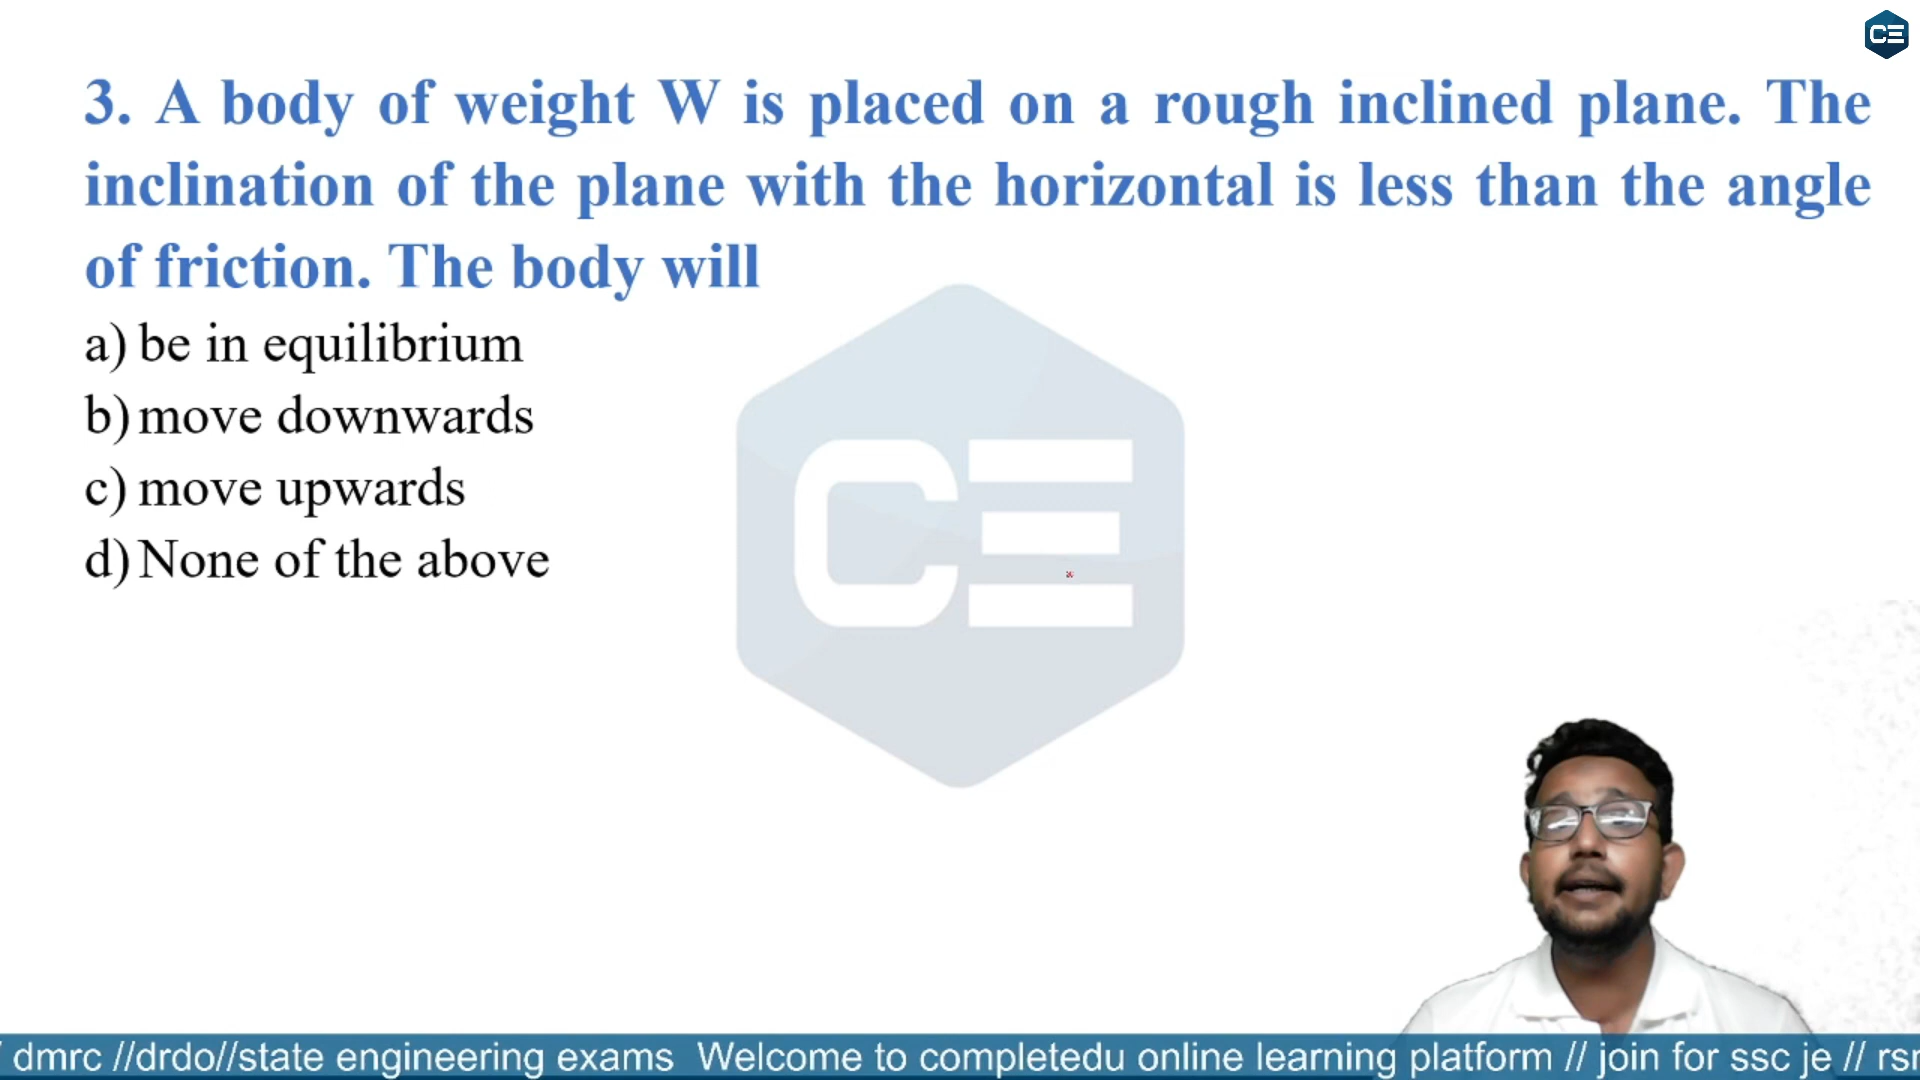 CE
3. A body of weight W is placed on a rough inclined plane. The
inclination of the plane with the horizontal is less than the angle
of friction. The body will
a) be in equilibrium
b) move downwards
c) move upwards
d) None of the above
CE
/ dmrc //drdo//state engineering exams Welcome to completedu online learning platform // join for ssc je //